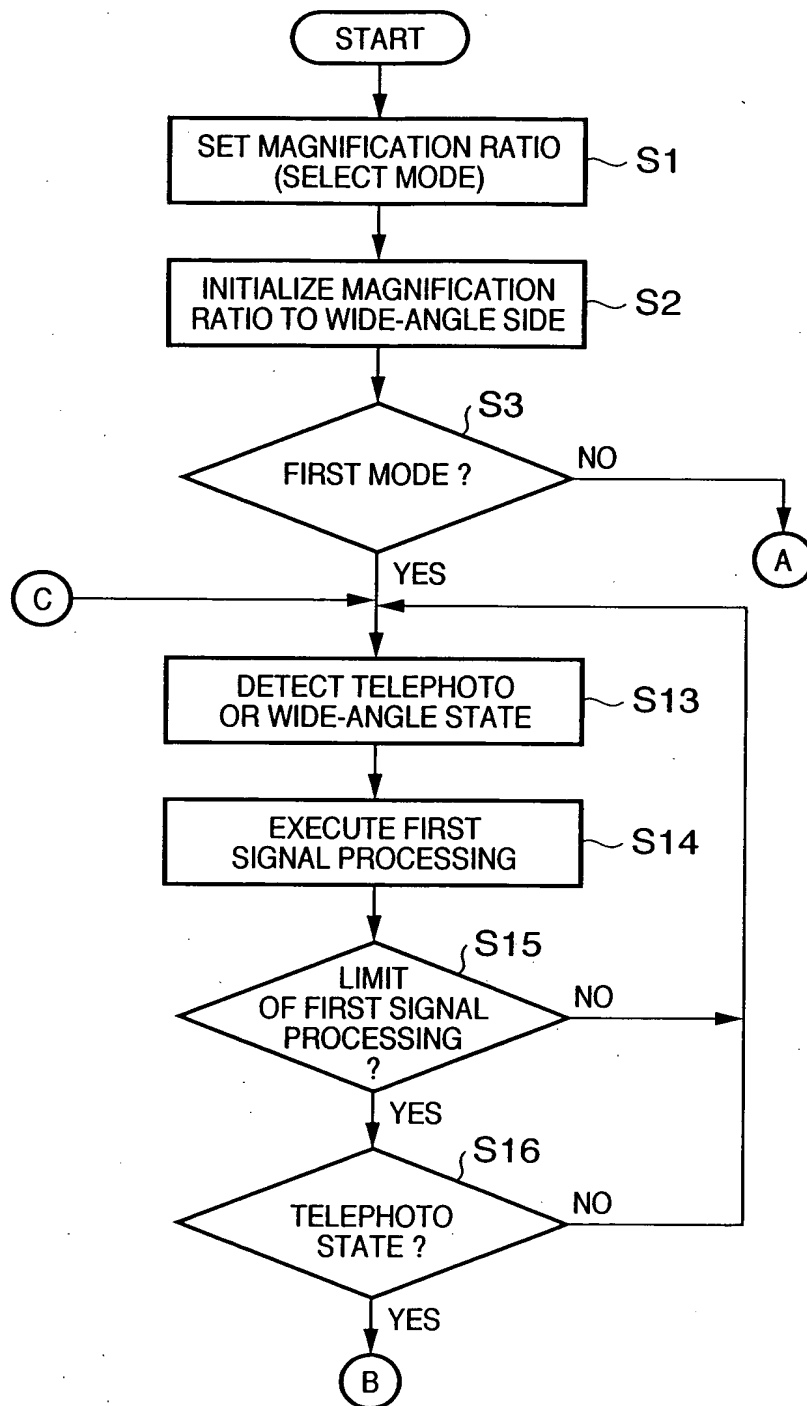 START
SET MAGNIFICATION RATIO
(SELECT MODE)
S1
INITIALIZE MAGNIFICATION
RATIO TO WIDE-ANGLE SIDE
S2
S3
FIRST MODE ?
NO
A
YES
C
DETECT TELEPHOTO
OR WIDE-ANGLE STATE
S13
EXECUTE FIRST
SIGNAL PROCESSING
S14
S15
LIMIT
OF FIRST SIGNAL
PROCESSING
?
NO
YES
S16
TELEPHOTO
STATE ?
NO
YES
B